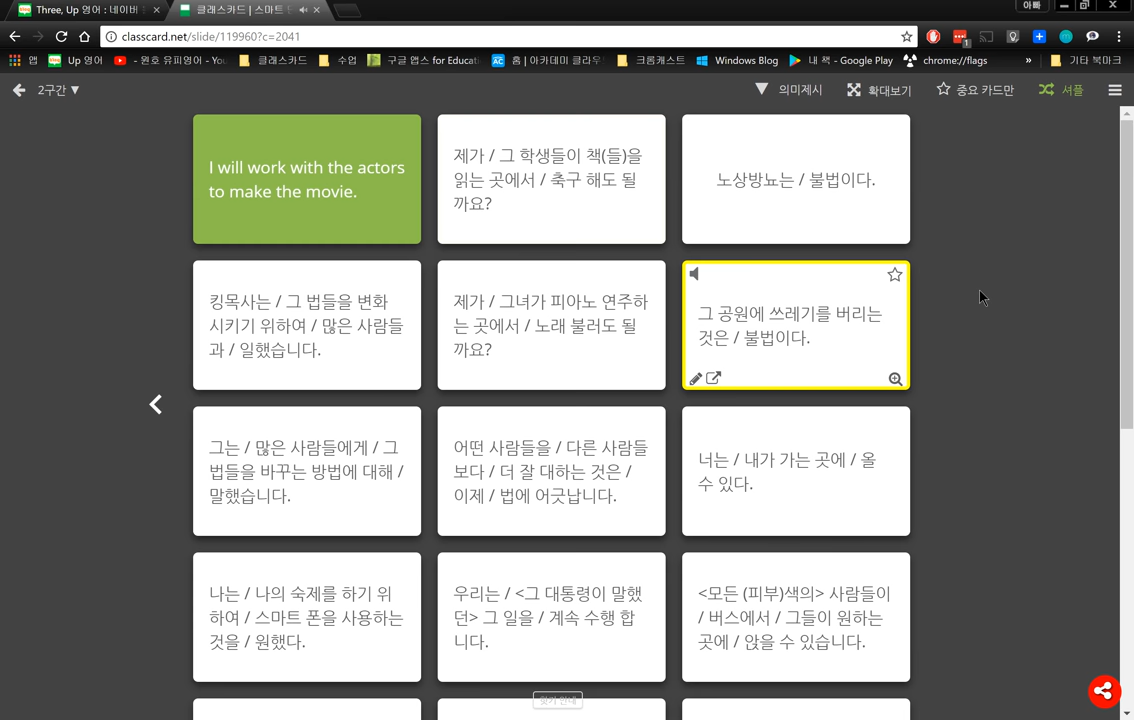 Three, Up 영어 : 네이버
클래스카드 | 스마트
아빠
classcard.net/slide/119960?c=2041
앱
Up 영어
- 원호 유피영어 - You
클래스카드
수업
구글 앱스 for Educati
홈 | 아카데미 클라우
크롬캐스트
Windows Blog
내 책 - Google Play
chrome://flags
»
기타 북마크
2구간 ▼
▼ 의미제시
확대보기
중요 카드만
셔플
I will work with the actors
to make the movie.
제가 / 그 학생들이 책(들)을
읽는 곳에서 / 축구 해도 될
까요?
노상방뇨는 / 불법이다.
킹목사는 / 그 법들을 변화
시키기 위하여 / 많은 사람들
과 / 일했습니다.
제가 / 그녀가 피아노 연주하
는 곳에서 / 노래 불러도 될
까요?
그 공원에 쓰레기를 버리는
것은 / 불법이다.
그는 / 많은 사람들에게 / 그
법들을 바꾸는 방법에 대해 /
말했습니다.
어떤 사람들을 / 다른 사람들
보다 / 더 잘 대하는 것은 /
이제 / 법에 어긋납니다.
너는 / 내가 가는 곳에 / 올
수 있다.
나는 / 나의 숙제를 하기 위
하여 / 스마트 폰을 사용하는
것을 / 원했다.
우리는 / <그 대통령이 말했
던> 그 일을 / 계속 수행 합
니다.
<모든 (피부)색의> 사람들이
/ 버스에서 / 그들이 원하는
곳에 / 앉을 수 있습니다.